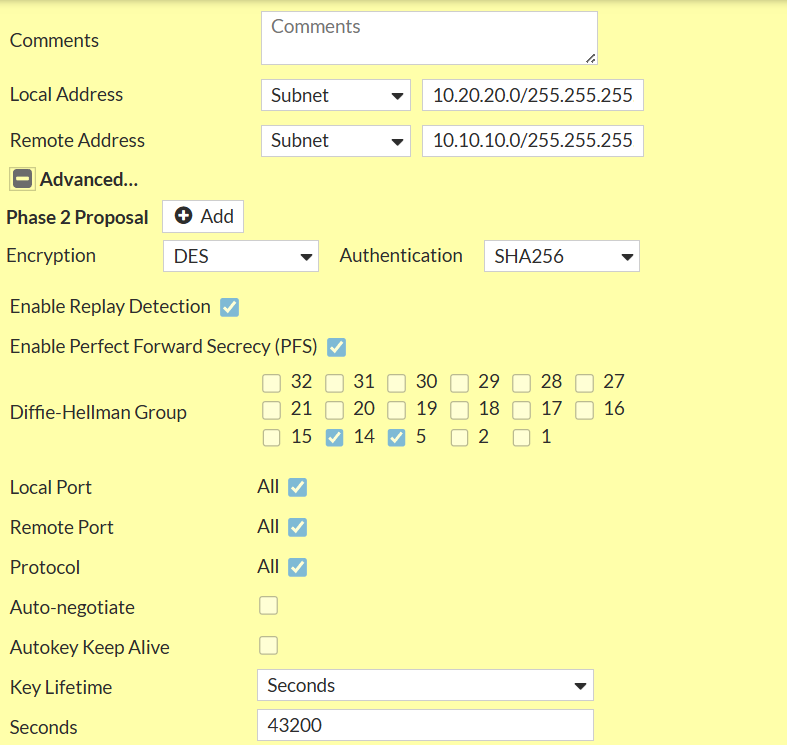 Comments Comments
Local Address Subnet 10.20.20.0/255.255.255
Remote Address Subnet 10.10.10.0/255.255.255
Advanced...
Phase 2 Proposal Add
Encryption DES Authentication SHA256
Enable Replay Detection
Enable Perfect Forward Secrecy (PFS)
32 31 30 29 28 27
Diffie-Hellman Group 21 20 19 18 17 16
15 14 5 2 1
Local Port All
Remote Port All
Protocol All
Auto-negotiate
Autokey Keep Alive
Key Lifetime Seconds
Seconds 43200